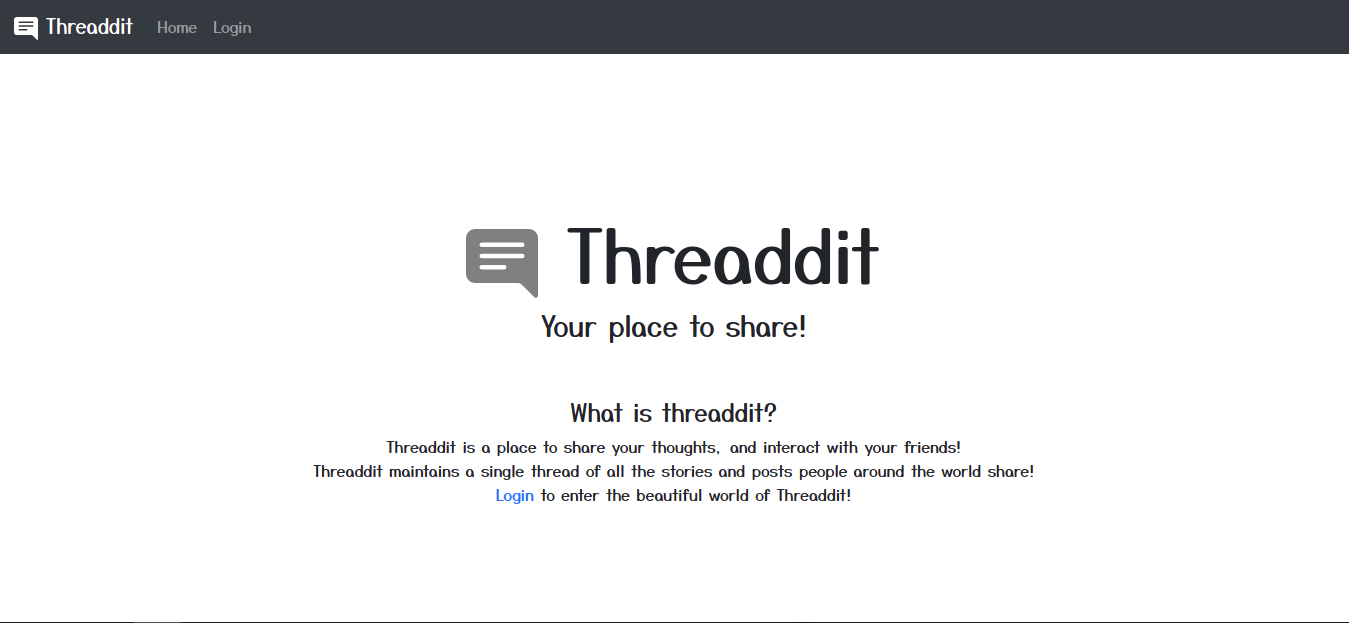 Threaddit Home Login
Threaddit
Your place to share!
What is threaddit?
Threaddit is a place to share your thoughts, and interact with your friends!
Threaddit maintains a single thread of all the stories and posts people around the world share!
Login to enter the beautiful world of Threaddit!